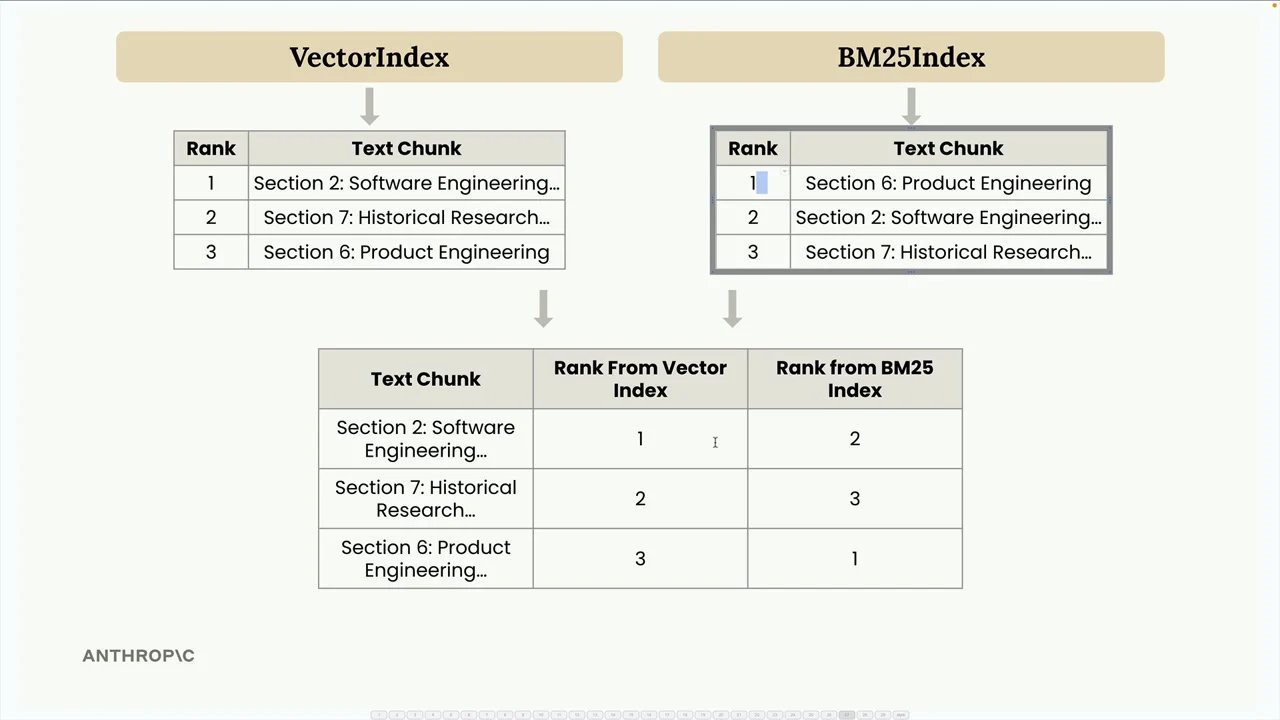 VectorIndex
BM25Index
Rank Text Chunk
1 Section 2: Software Engineering...
2 Section 7: Historical Research...
3 Section 6: Product Engineering
Rank Text Chunk
1 Section 6: Product Engineering
2 Section 2: Software Engineering...
3 Section 7: Historical Research...
Text Chunk
Rank From Vector
Index
Rank from BM25
Index
Section 2: Software
Engineering...
1
2
Section 7: Historical
Research...
2
3
Section 6: Product
Engineering...
3
1
ANTHROP\C